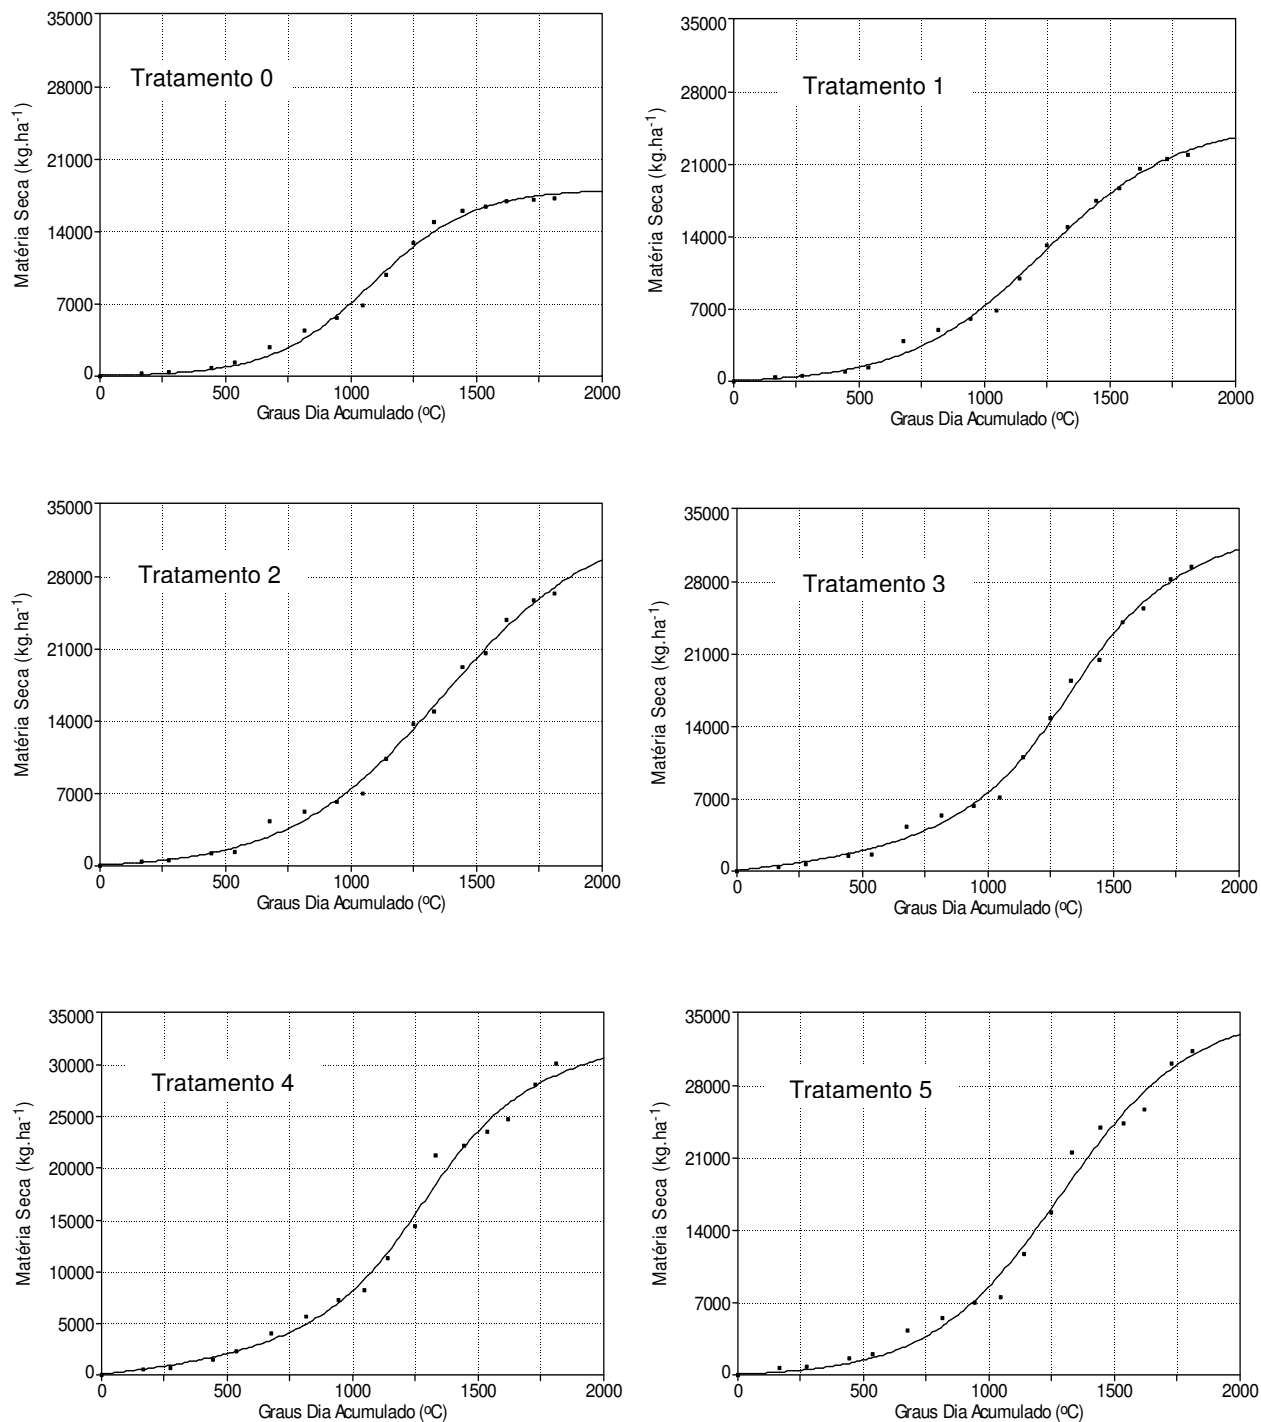 Tratamento 0
Matéria Seca (kg.ha-1)
35000
28000
21000
14000
7000
0
0 500 1000 1500 2000
Graus Dia Acumulado (ºC)
Tratamento 1
Matéria Seca (kg.ha-1)
35000
28000
21000
14000
7000
0
0 500 1000 1500 2000
Graus Dia Acumulado (ºC)
Tratamento 2
Matéria Seca (kg.ha-1)
35000
28000
21000
14000
7000
0
0 500 1000 1500 2000
Graus Dia Acumulado (ºC)
Tratamento 3
Matéria Seca (kg.ha-1)
35000
28000
21000
14000
7000
0
0 500 1000 1500 2000
Graus Dia Acumulado (ºC)
Tratamento 4
Matéria Seca (kg.ha-1)
35000
30000
25000
20000
15000
10000
5000
0
0 500 1000 1500 2000
Graus Dia Acumulado (ºC)
Tratamento 5
Matéria Seca (kg.ha-1)
35000
28000
21000
14000
7000
0
0 500 1000 1500 2000
Graus Dia Acumulado (ºC)